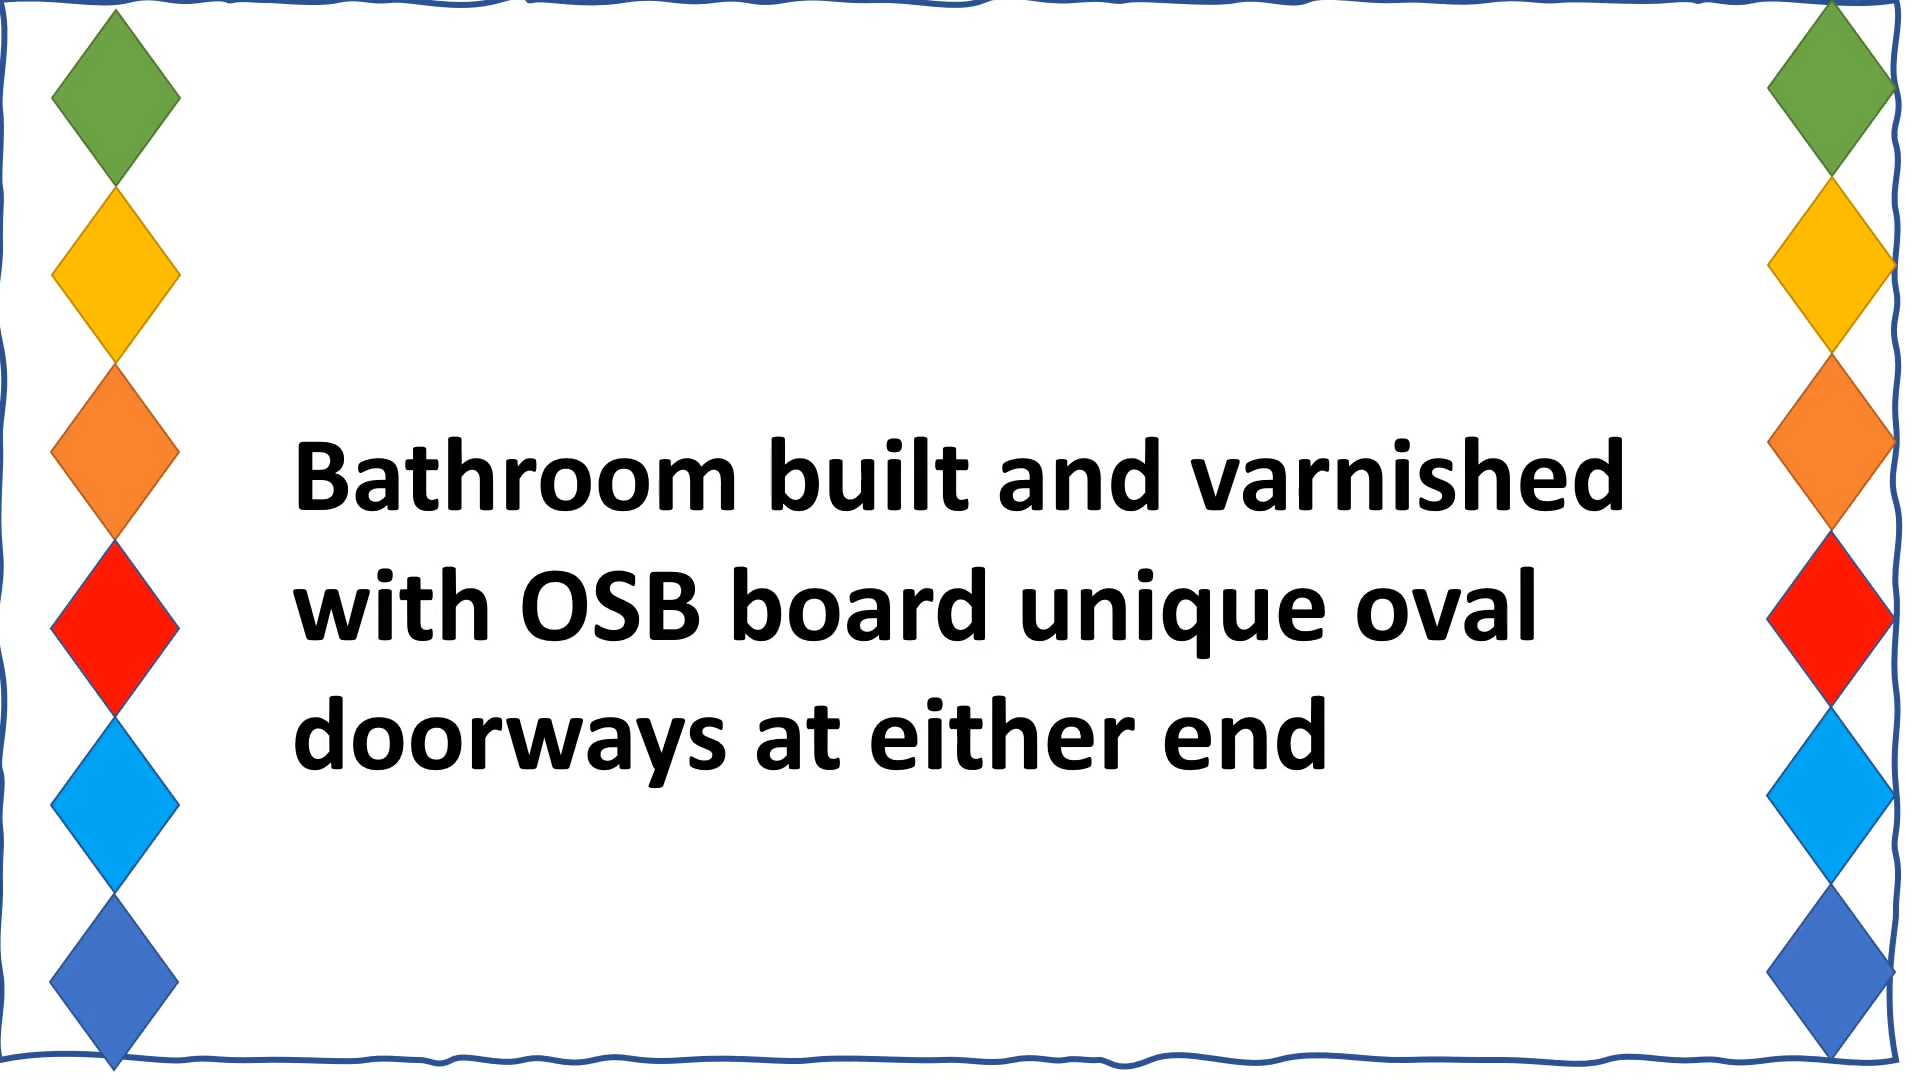 Bathroom built and varnished
with OSB board unique oval
doorways at either end